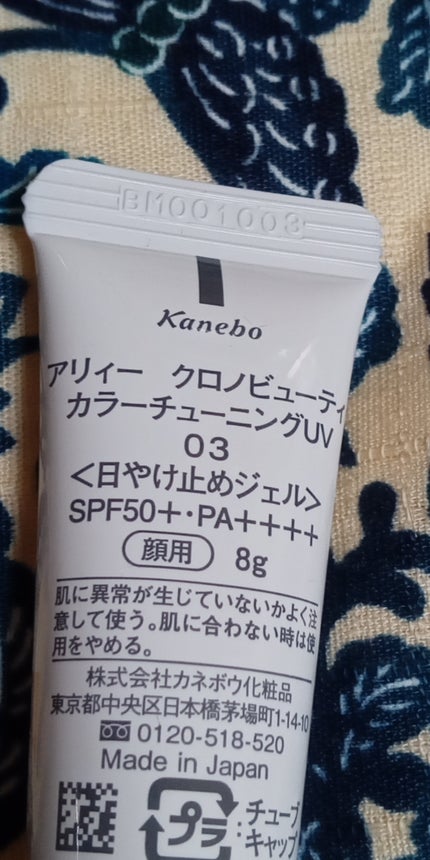 BM001003
Kanebo
アリィー クロノビューティ
カラーチューニングUV
03
<日やけ止めジェル>
SPF50+・PA++++
顔用 8g
肌に異常が生じていないかよく注
意して使う。肌に合わない時は使
用をやめる。
株式会社カネボウ化粧品
東京都中央区日本橋茅場町1-14-10
0120-518-520
Made in Japan
プラ :チューブ
キャップ